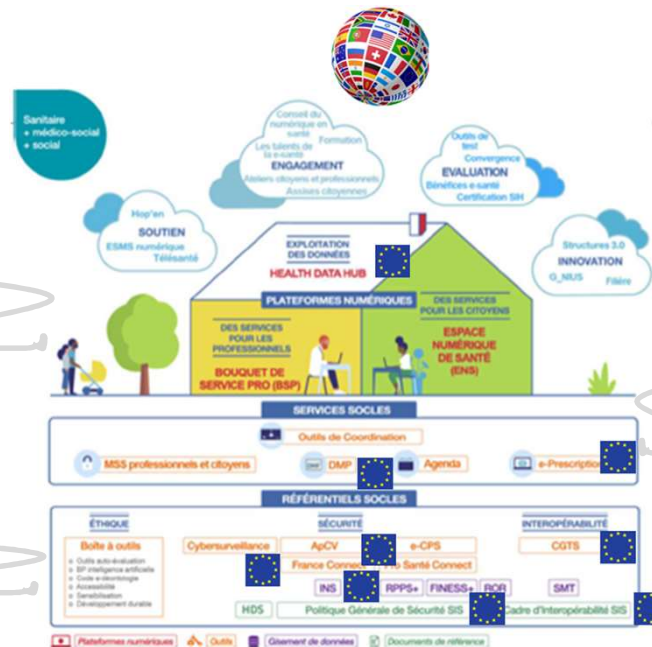 Sanitaire
+ médico-social
+ social
Conseil du
numérique en
santé
Formation
Les talents de
la e-santé
ENGAGEMENT
Ateliers citoyens et professionnels
Assises citoyennes
Outils de
test
Convergence
EVALUATION
Bénéfices e-santé
Certification SIH
Hop'en
SOUTIEN
ESMS numérique
Télésanté
Structures 3.0
INNOVATION
G_NIUS
Filière
EXPLOITATION
DES DONNÉES
HEALTH DATA HUB
PLATEFORMES NUMÉRIQUES
DES SERVICES
POUR LES
PROFESSIONNELS
BOUQUET DE
SERVICE PRO (BSP)
DES SERVICES
POUR LES CITOYENS
ESPACE
NUMÉRIQUE
DE SANTÉ
(ENS)
SERVICES SOCLES
Outils de Coordination
MSS professionnels et citoyens
DMP
DMP
Agenda
e-Prescription
RÉFÉRENTIELS SOCLES
ÉTHIQUE
Boîte à outils
Outils auto-évaluation
BP intelligence artificielle
Code e-déontologie
Accessibilité
Sensibilisation
Développement durable
SÉCURITÉ
Cybersurveillance
ApCV
e-CPS
France Connect
Pro Santé Connect
INS
RPPS+
FINESS+
ROR
HDS
Politique Générale de Sécurité SIS
INTEROPÉRABILITÉ
CGTS
SMT
Cadre d'Interopérabilité SIS
Plateformes numériques
Outils
Gisement de données
Documents de référence